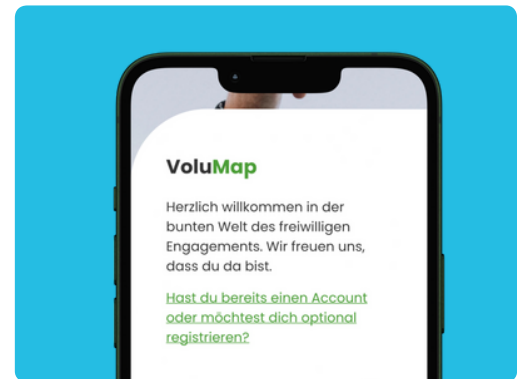 VoluMap
Herzlich willkommen in der
bunten Welt des freiwilligen
Engagements. Wir freuen uns,
dass du da bist.
Hast du bereits einen Account
oder möchtest dich optional
registrieren?